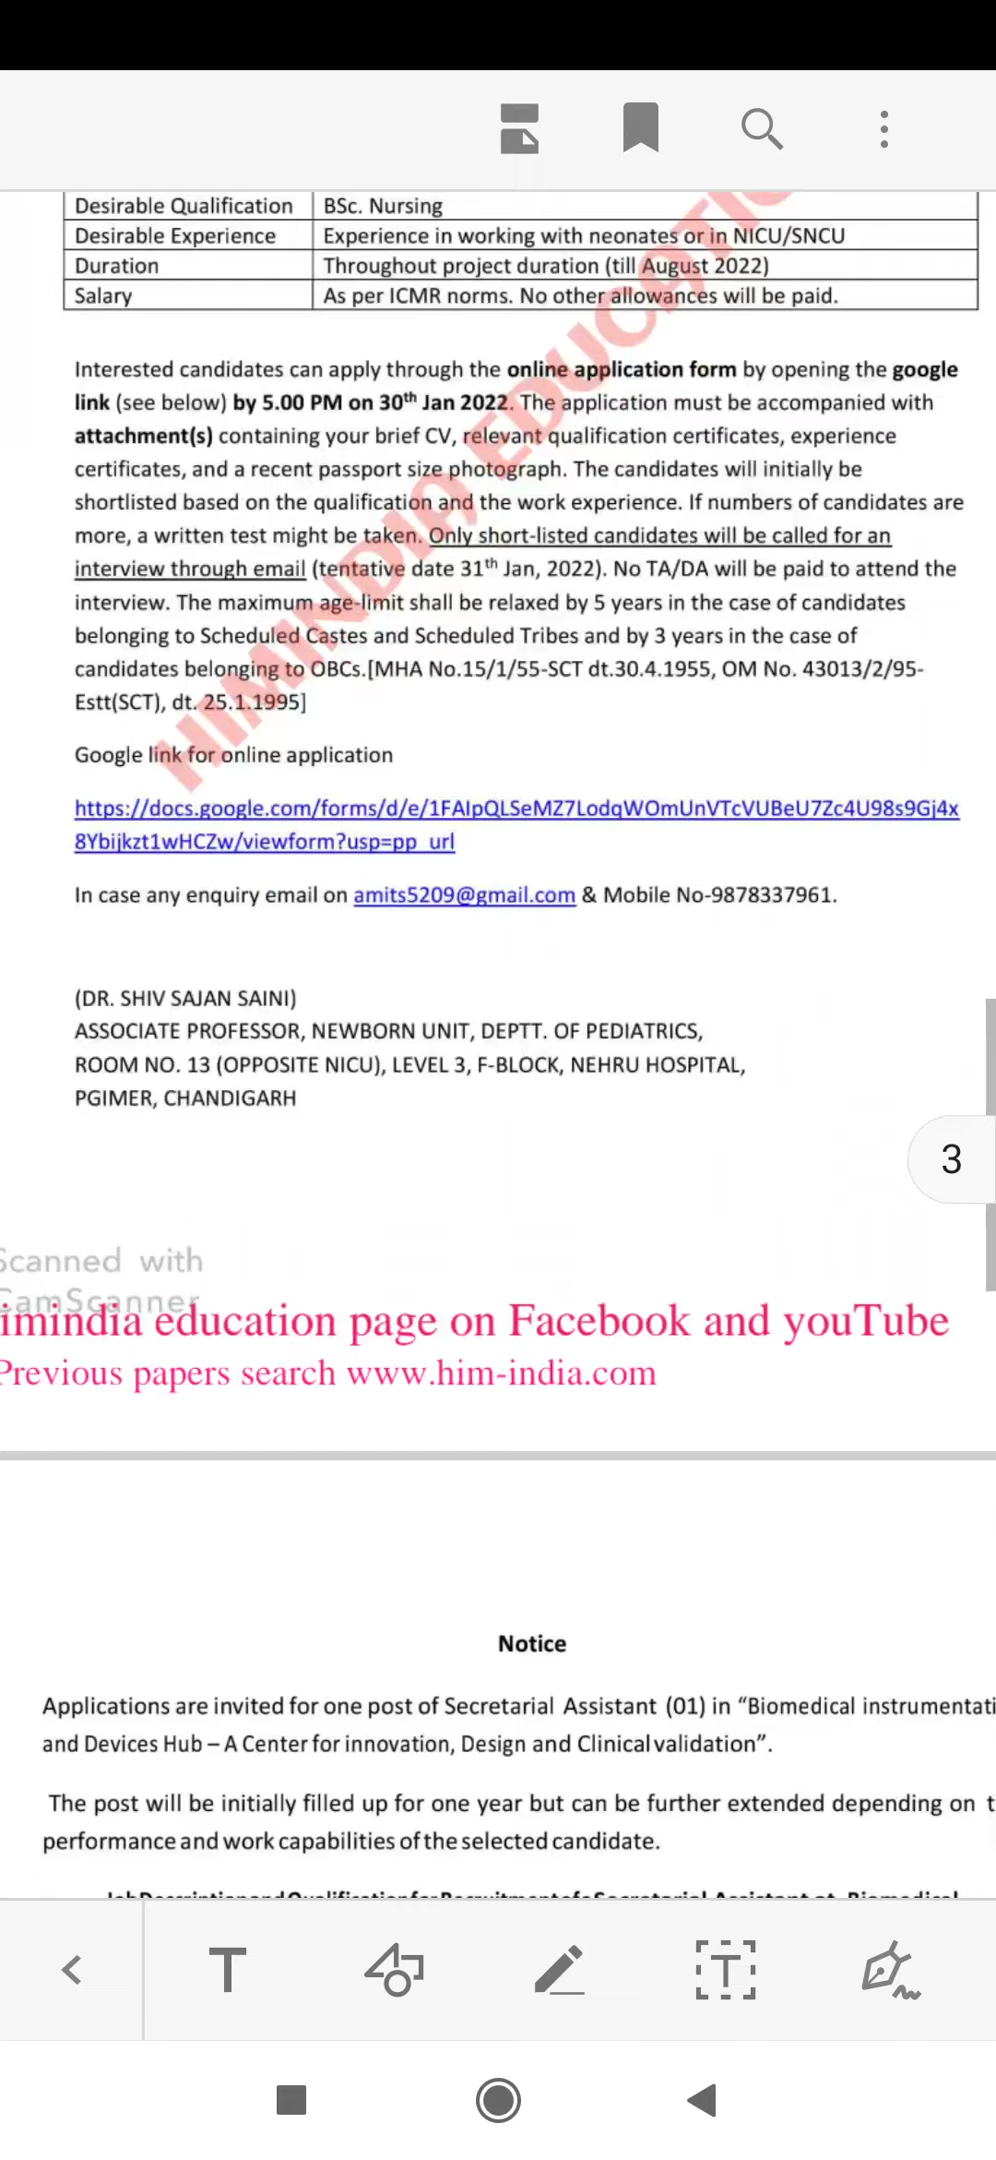 Desirable Qualification BSc. Nursing
Desirable Experience Experience in working with neonates or in NICU/SNCU
Duration Throughout project duration (till August 2022)
Salary As per ICMR norms. No other allowances will be paid.
Interested candidates can apply through the online application form by opening the google
link (see below) by 5.00 PM on 30th Jan 2022. The application must be accompanied with
attachment(s) containing your brief CV, relevant qualification certificates, experience
certificates, and a recent passport size photograph. The candidates will initially be
shortlisted based on the qualification and the work experience. If numbers of candidates are
more, a written test might be taken. Only short-listed candidates will be called for an
interview through email (tentative date 31th Jan, 2022). No TA/DA will be paid to attend the
interview. The maximum age-limit shall be relaxed by 5 years in the case of candidates
belonging to Scheduled Castes and Scheduled Tribes and by 3 years in the case of
candidates belonging to OBCs.[MHA No.15/1/55-SCT dt.30.4.1955, OM No. 43013/2/95-
Estt(SCT), dt. 25.1.1995]
HIMINDIA EDUCATIO
Google link for online application
https://docs.google.com/forms/d/e/1FAIpQLSeMZ7LodqWOmUnVTcVUBeU7Zc4U98s9Gj4x
8Ybijkzt1wHCZw/viewform?usp=pp_url
In case any enquiry email on amits5209@gmail.com & Mobile No-9878337961.
(DR. SHIV SAJAN SAINI)
ASSOCIATE PROFESSOR, NEWBORN UNIT, DEPTT. OF PEDIATRICS,
ROOM NO. 13 (OPPOSITE NICU), LEVEL 3, F-BLOCK, NEHRU HOSPITAL,
PGIMER, CHANDIGARH
3
Scanned with
CamScanner
imindia education page on Facebook and youTube
Previous papers search www.him-india.com
Notice
Applications are invited for one post of Secretarial Assistant (01) in “Biomedical instrumentati
and Devices Hub – A Center for innovation, Design and Clinical validation”.
The post will be initially filled up for one year but can be further extended depending on t
performance and work capabilities of the selected candidate.
Job Description and Qualification for Recruitment of a Secretarial Assistant at Biomedical
T
T